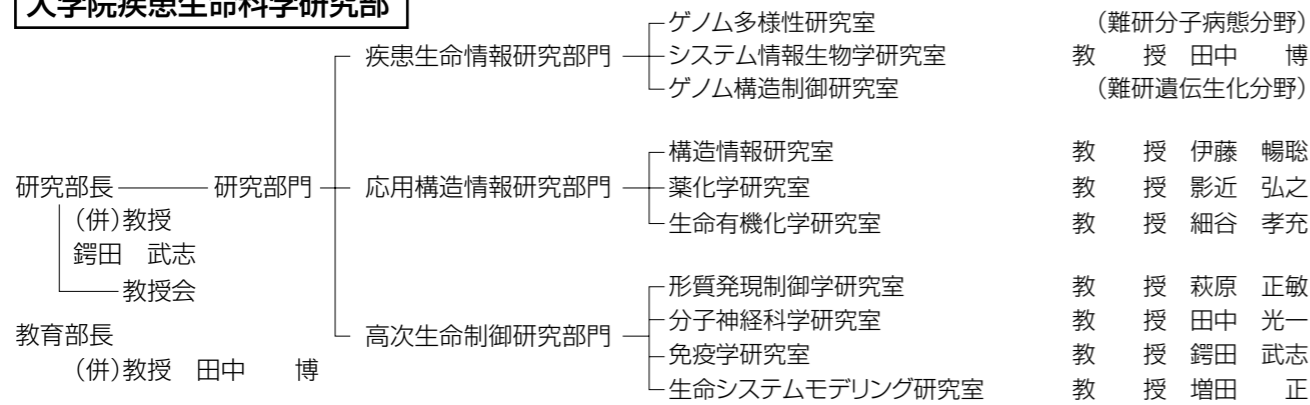 大学院疾患生命科学研究部
ゲノム多様性研究室 (難研分子病態分野)
疾患生命情報研究部門 システム情報生物学研究室 教 授 田中 博
ゲノム構造制御研究室 (難研遺伝生化分野)
構造情報研究室 教 授 伊藤 暢聡
研究部長 研究部門 応用構造情報研究部門 薬化学研究室 教 授 影近 弘之
(併)教授 生命有機化学研究室 教 授 細谷 孝充
鍔田 武志
教授会 形質発現制御学研究室 教 授 萩原 正敏
分子神経科学研究室 教 授 田中 光一
教育部長 高次生命制御研究部門 免疫学研究室 教 授 鍔田 武志
(併)教授 田中 博 生命システムモデリング研究室 教 授 増田 正